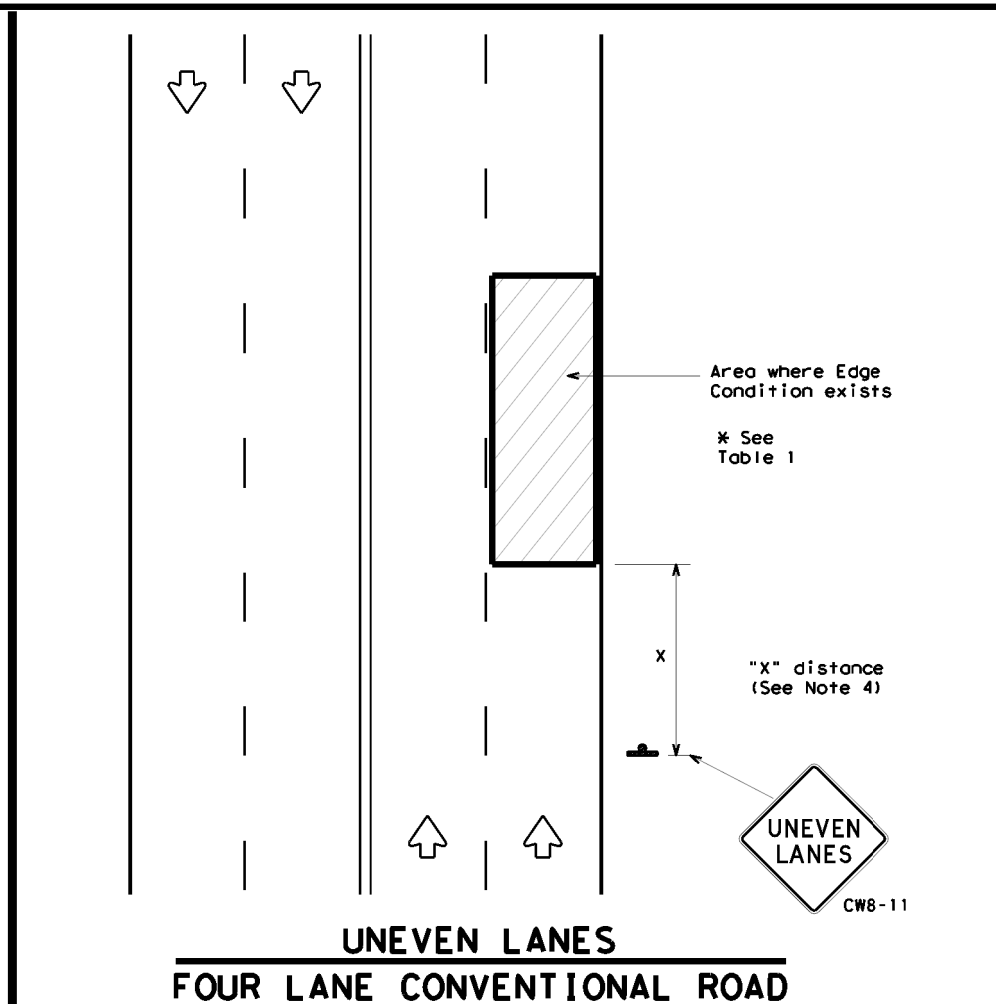 Area where Edge
Condition exists
* See
Table 1
X
"X" distance
(See Note 4)
UNEVEN
LANES
CW8-11
UNEVEN LANES
FOUR LANE CONVENTIONAL ROAD